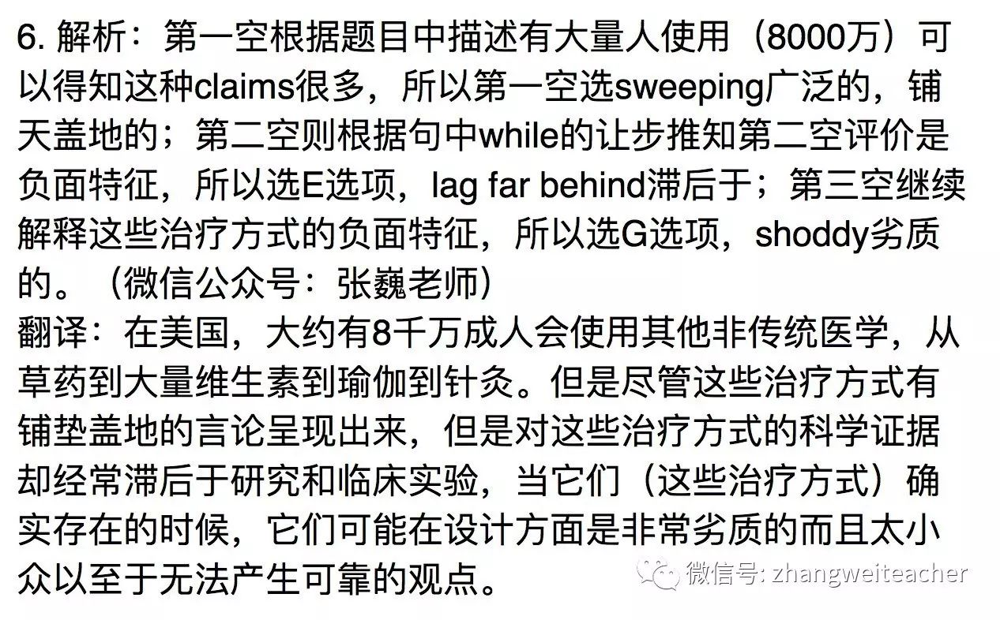 6. 解析：第一空根据题目中描述有大量人使用（8000万）可
以得知这种claims很多，所以第一空选sweeping广泛的，铺
天盖地的；第二空则根据句中while的让步推知第二空评价是
负面特征，所以选E选项，lag far behind滞后于；第三空继续
解释这些治疗方式的负面特征，所以选G选项，shoddy劣质
的。（微信公众号：张巍老师）
翻译：在美国，大约有8千万成人会使用其他非传统医学，从
草药到大量维生素到瑜伽到针灸。但是尽管这些治疗方式有
铺垫盖地的言论呈现出来，但是对这些治疗方式的科学证据
却经常滞后于研究和临床实验，当它们（这些治疗方式）确
实存在的时候，它们可能在设计方面是非常劣质的而且太小
众以至于无法产生可靠的观点。
微信号: zhangweiteacher